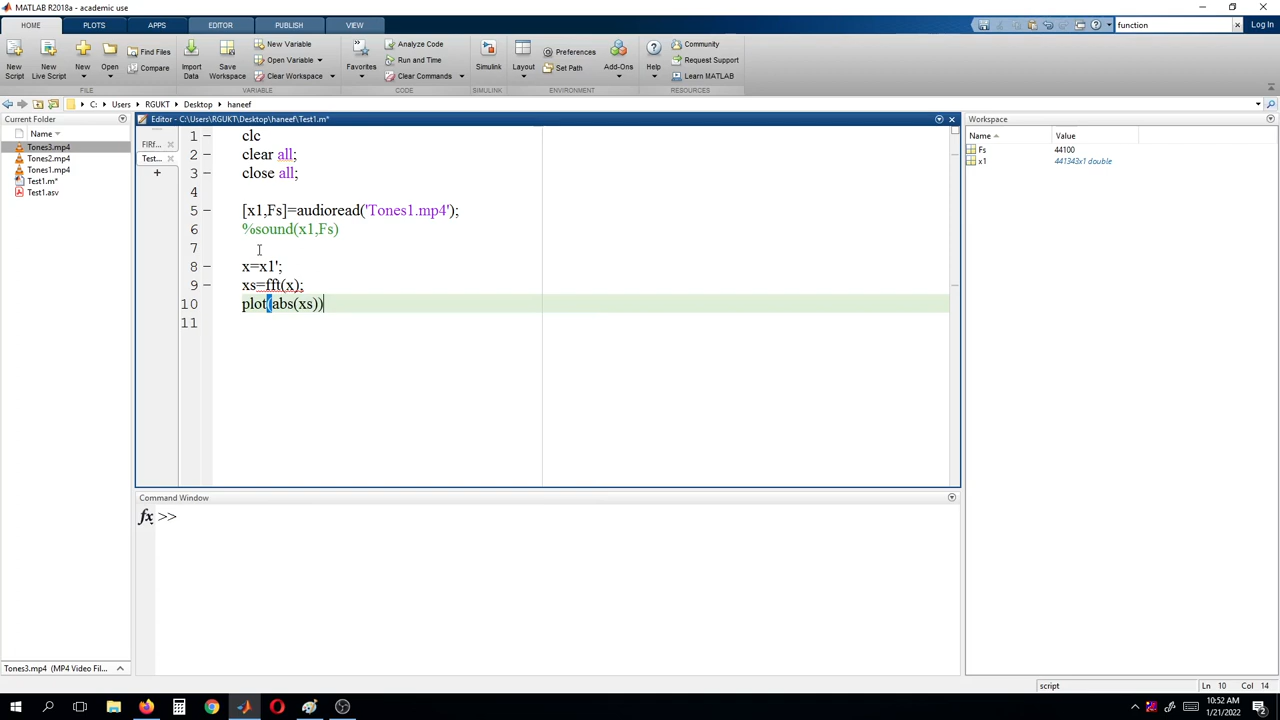 MATLAB R2018a - academic use
HOME PLOTS APPS EDITOR PUBLISH VIEW
function
Log In
New Script
New Live Script
New
Open
Find Files
Compare
Import Data
Save Workspace
New Variable
Open Variable
Clear Workspace
Favorites
Analyze Code
Run and Time
Clear Commands
Simulink
Layout
Preferences
Set Path
Add-Ons
Help
Community
Request Support
Learn MATLAB
FILE VARIABLE CODE SIMULINK ENVIRONMENT RESOURCES
C: Users RGUKT Desktop haneef
Current Folder
Name
Tones3.mp4
Tones2.mp4
Tones1.mp4
Test1.m*
Test1.asv
Tones3.mp4 (MP4 Video Fil...
Editor - C:\Users\RGUKT\Desktop\haneef\Test1.m*
FIRf...
Test...
1 clc
2 clear all;
3 close all;
4
5 [x1,Fs]=audioread('Tones1.mp4');
6 %sound(x1,Fs)
7
8 x=x1';
9 xs=fft(x);
10 plot(abs(xs))
11
Command Window
fx >>
Workspace
Name Value
Fs 44100
x1 441343x1 double
script Ln 10 Col 14
10:52 AM
1/21/2022
2